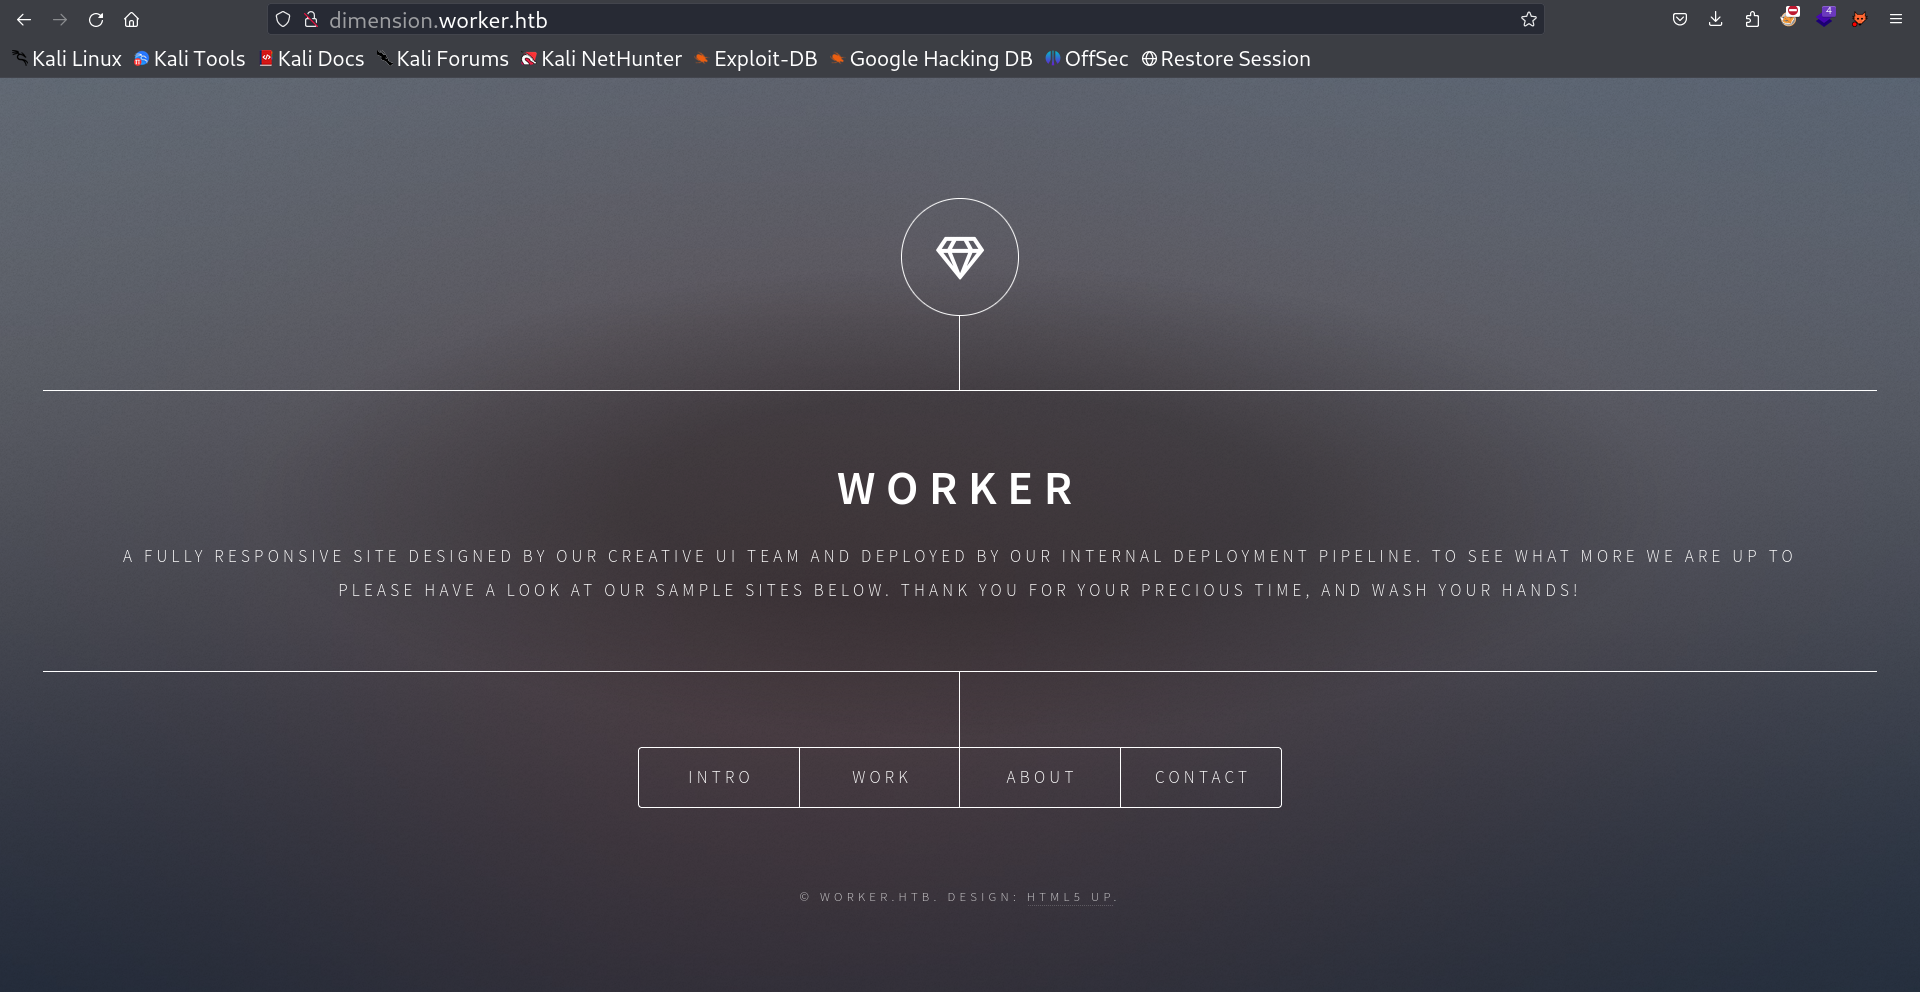 dimension.worker.htb
4
Kali Linux Kali Tools Kali Docs Kali Forums Kali NetHunter Exploit-DB Google Hacking DB OffSec Restore Session
WORKER
A FULLY RESPONSIVE SITE DESIGNED BY OUR CREATIVE UI TEAM AND DEPLOYED BY OUR INTERNAL DEPLOYMENT PIPELINE. TO SEE WHAT MORE WE ARE UP TO
PLEASE HAVE A LOOK AT OUR SAMPLE SITES BELOW. THANK YOU FOR YOUR PRECIOUS TIME, AND WASH YOUR HANDS!
INTRO WORK ABOUT CONTACT
© WORKER.HTB. DESIGN: HTML5 UP.